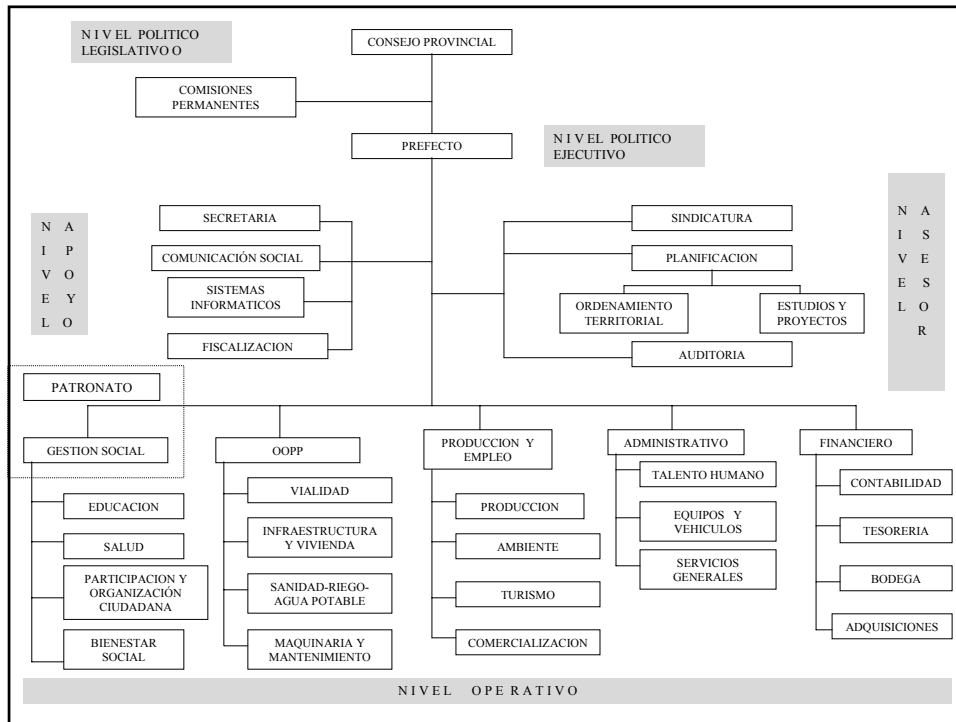 N I V EL POLITICO
LEGISLATIVO O
CONSEJO PROVINCIAL
COMISIONES
PERMANENTES
PREFECTO
N I V EL POLITICO
EJECUTIVO
N I V E L
A P O Y O
SECRETARIA
COMUNICACIÓN SOCIAL
SISTEMAS
INFORMATICOS
FISCALIZACION
SINDICATURA
PLANIFICACION
ORDENAMIENTO
TERRITORIAL
ESTUDIOS Y
PROYECTOS
AUDITORIA
N I V E L
A S E S O R
PATRONATO
GESTION SOCIAL
EDUCACION
SALUD
PARTICIPACION Y
ORGANIZACIÓN
CIUDADANA
BIENESTAR
SOCIAL
OOPP
VIALIDAD
INFRAESTRUCTURA
Y VIVIENDA
SANIDAD-RIEGO-
AGUA POTABLE
MAQUINARIA Y
MANTENIMIENTO
PRODUCCION Y
EMPLEO
PRODUCCION
AMBIENTE
TURISMO
COMERCIALIZACION
ADMINISTRATIVO
TALENTO HUMANO
EQUIPOS Y
VEHICULOS
SERVICIOS
GENERALES
FINANCIERO
CONTABILIDAD
TESORERIA
BODEGA
ADQUISICIONES
N I V E L O P E R A T I V O